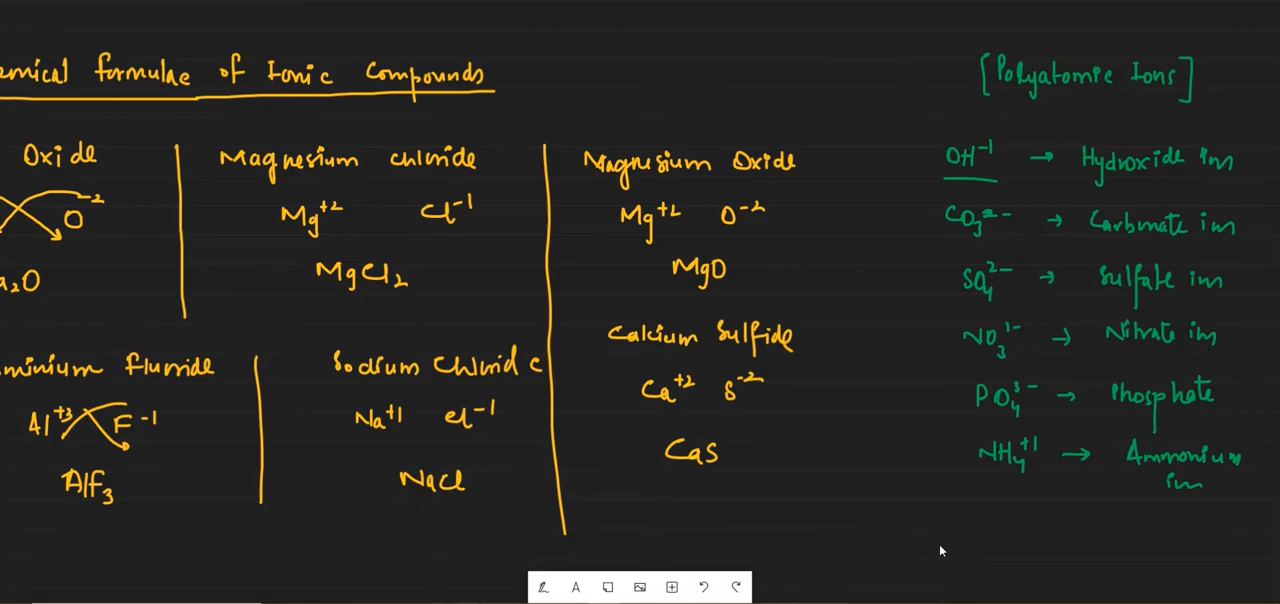 emical formulae of Ionic Compounds
[Polyatomic Ions]
Oxide
O⁻²
a₂O
Magnesium chloride
Mg⁺² Cl⁻¹
MgCl₂
Magnesium Oxide
Mg⁺² O⁻²
MgO
minium fluoride
Al⁺³ F⁻¹
AlF₃
Sodium Chloride
Na⁺¹ Cl⁻¹
NaCl
Calcium Sulfide
Ca⁺² S⁻²
CaS
OH⁻¹ → Hydroxide ion
CO₃²⁻ → Carbonate ion
SO₄²⁻ → Sulfate ion
NO₃¹⁻ → Nitrate ion
PO₄³⁻ → Phosphate
NH₄⁺¹ → Ammonium
ion
A